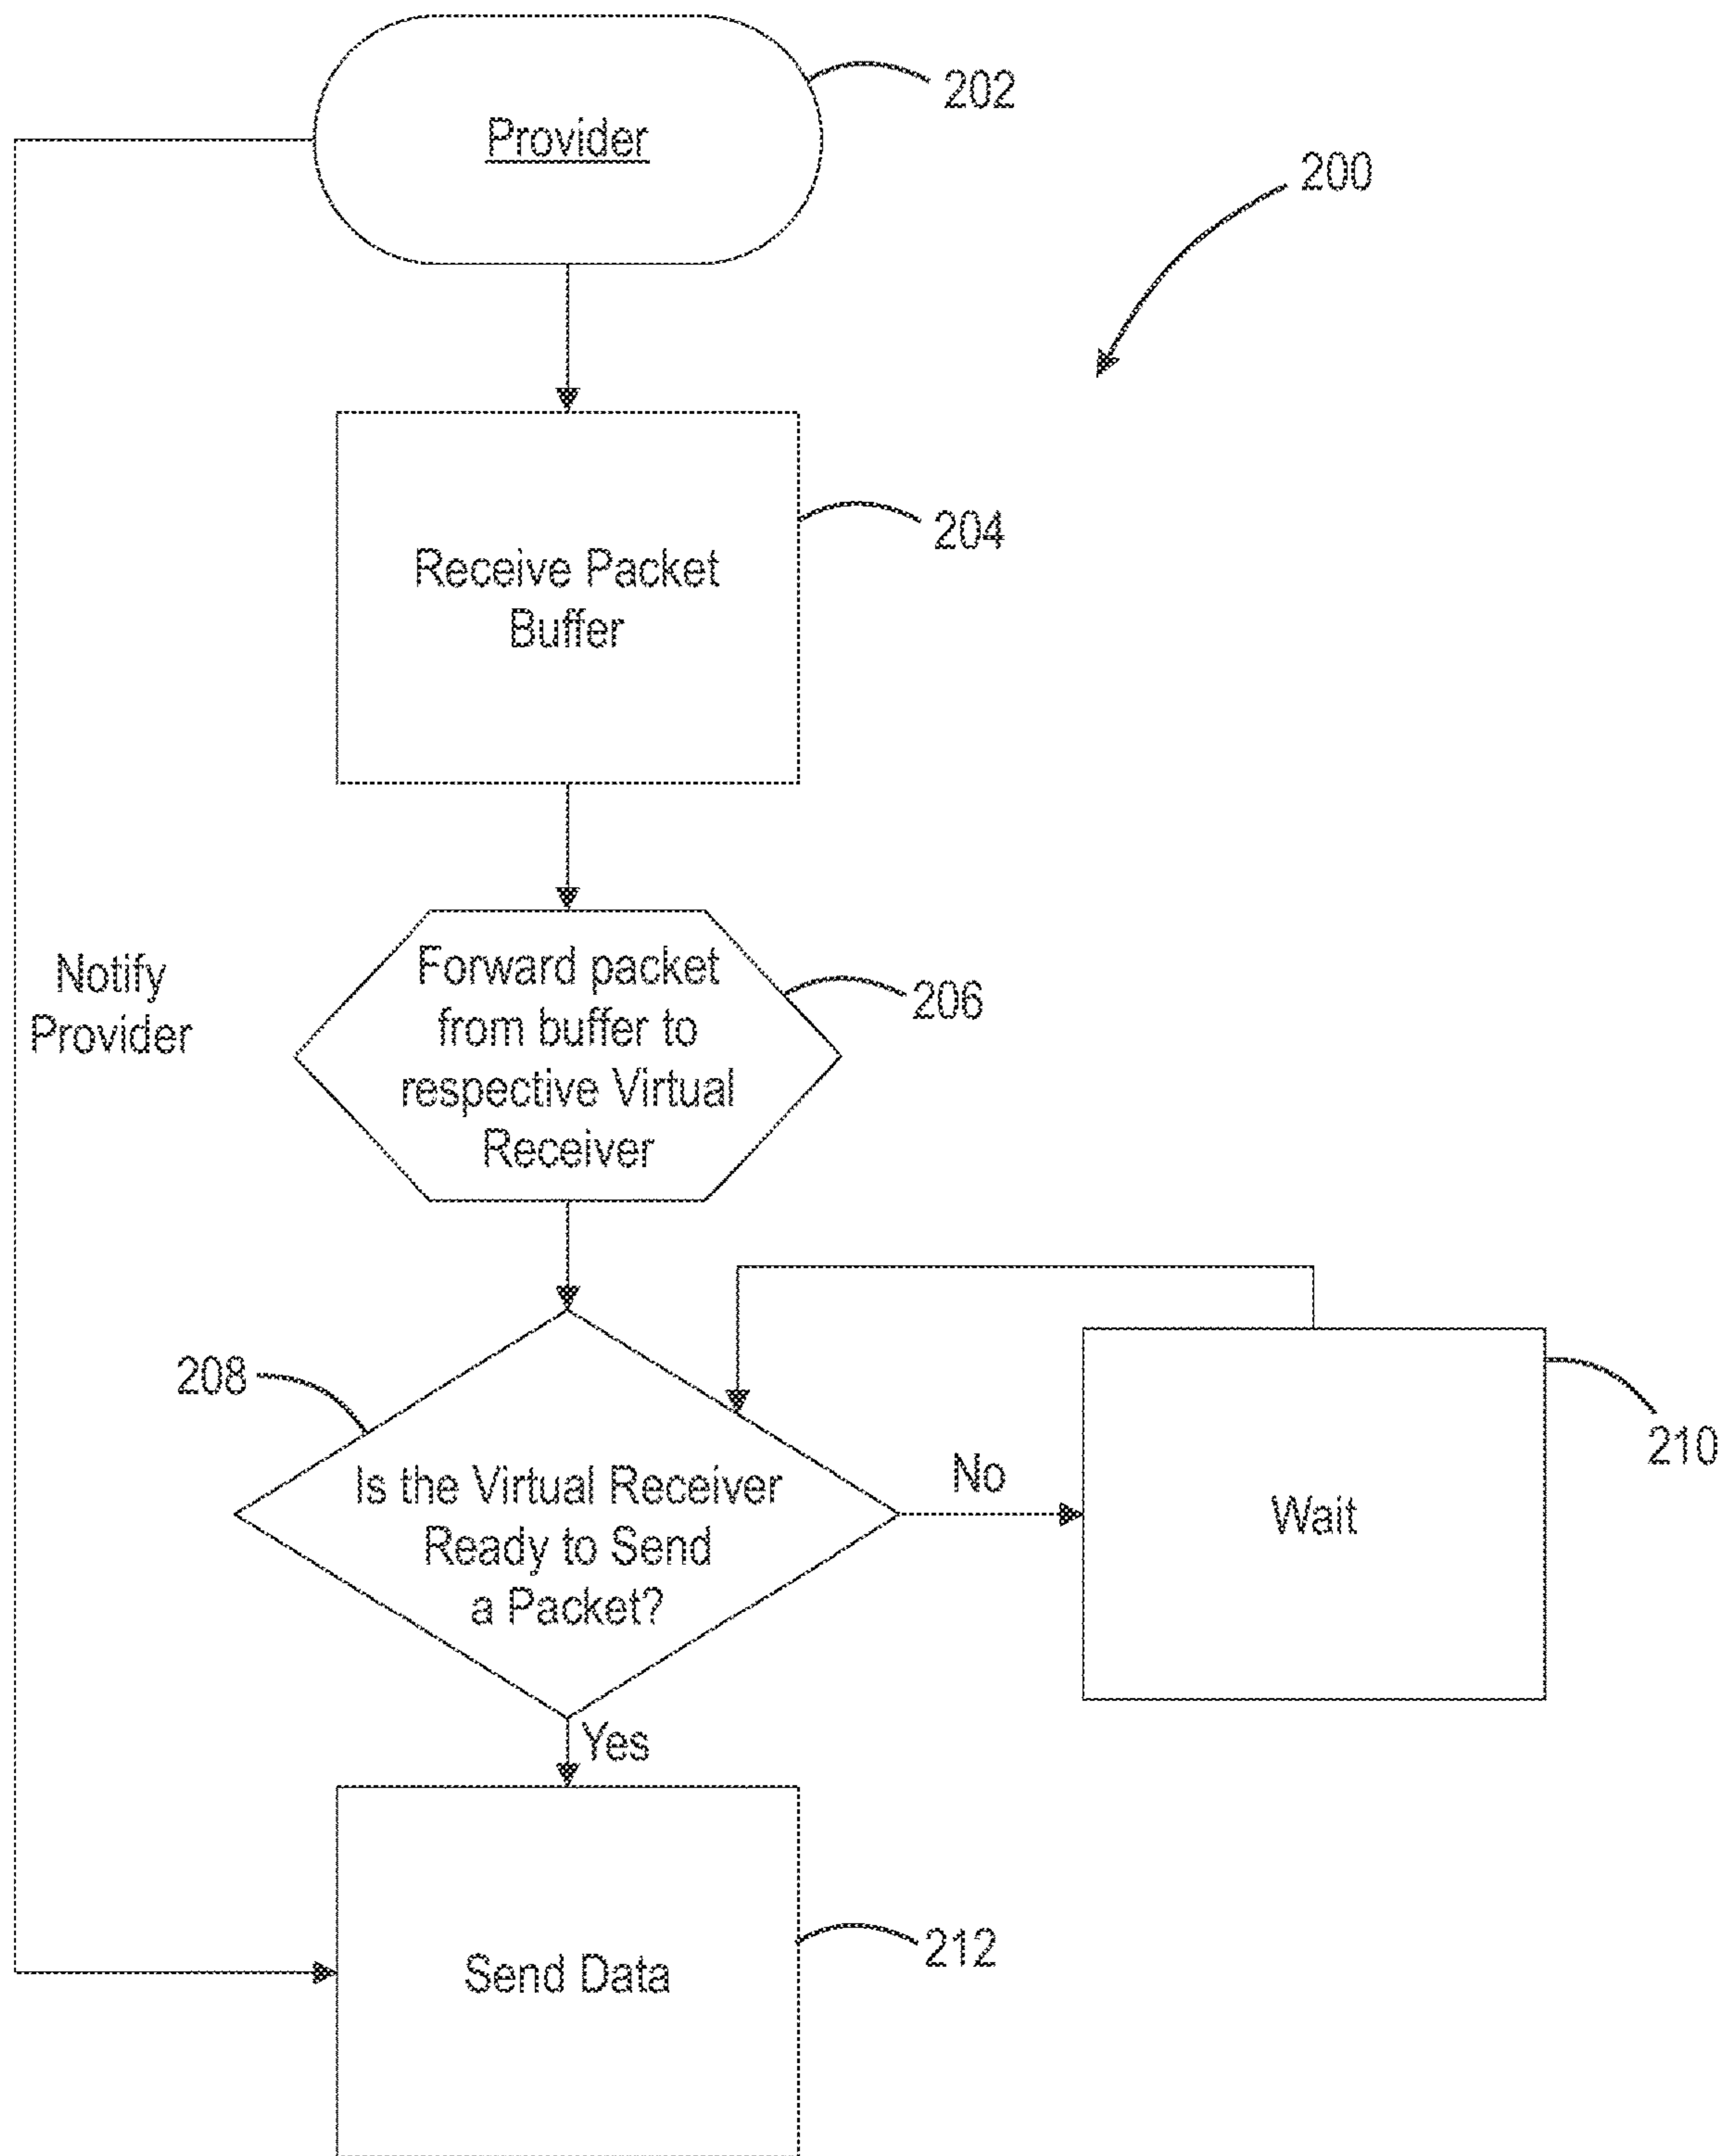 202
Provider
200
204
Receive Packet
Buffer
Forward packet
from buffer to
respective Virtual
Receiver
206
Notify
Provider
208
Is the Virtual Receiver
Ready to Send
a Packet?
No
Wait
210
Yes
Send Data
212